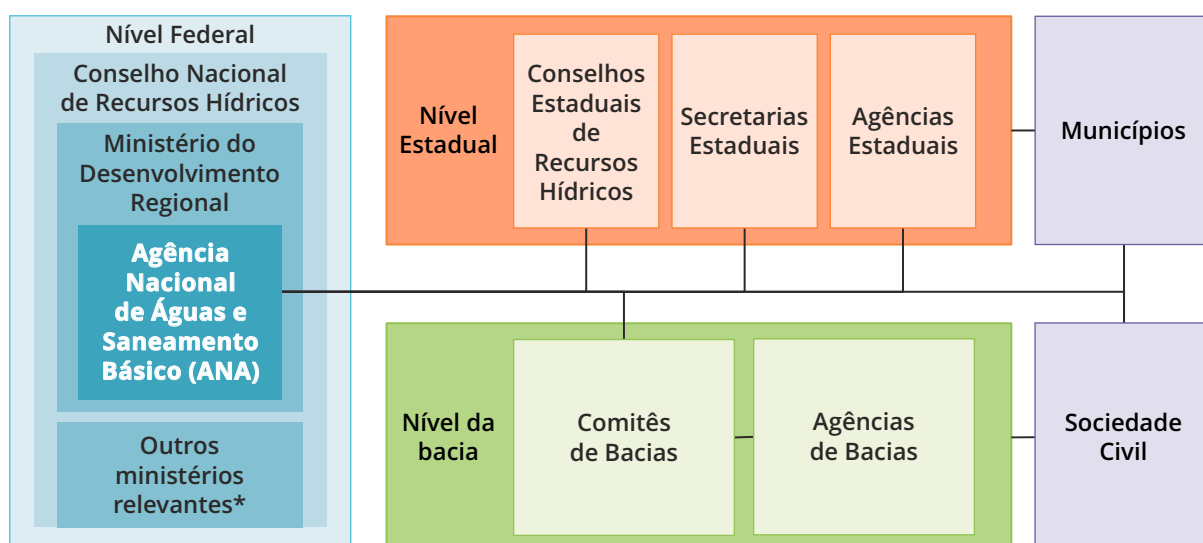 Nível Federal
Conselho Nacional
de Recursos Hídricos
Ministério do
Desenvolvimento
Regional
Agência
Nacional
de Águas e
Saneamento
Básico (ANA)
Outros
ministérios
relevantes*
Nível
Estadual
Conselhos
Estaduais
de
Recursos
Hídricos
Secretarias
Estaduais
Agências
Estaduais
Municípios
Nível da
bacia
Comitês
de Bacias
Agências
de Bacias
Sociedade
Civil